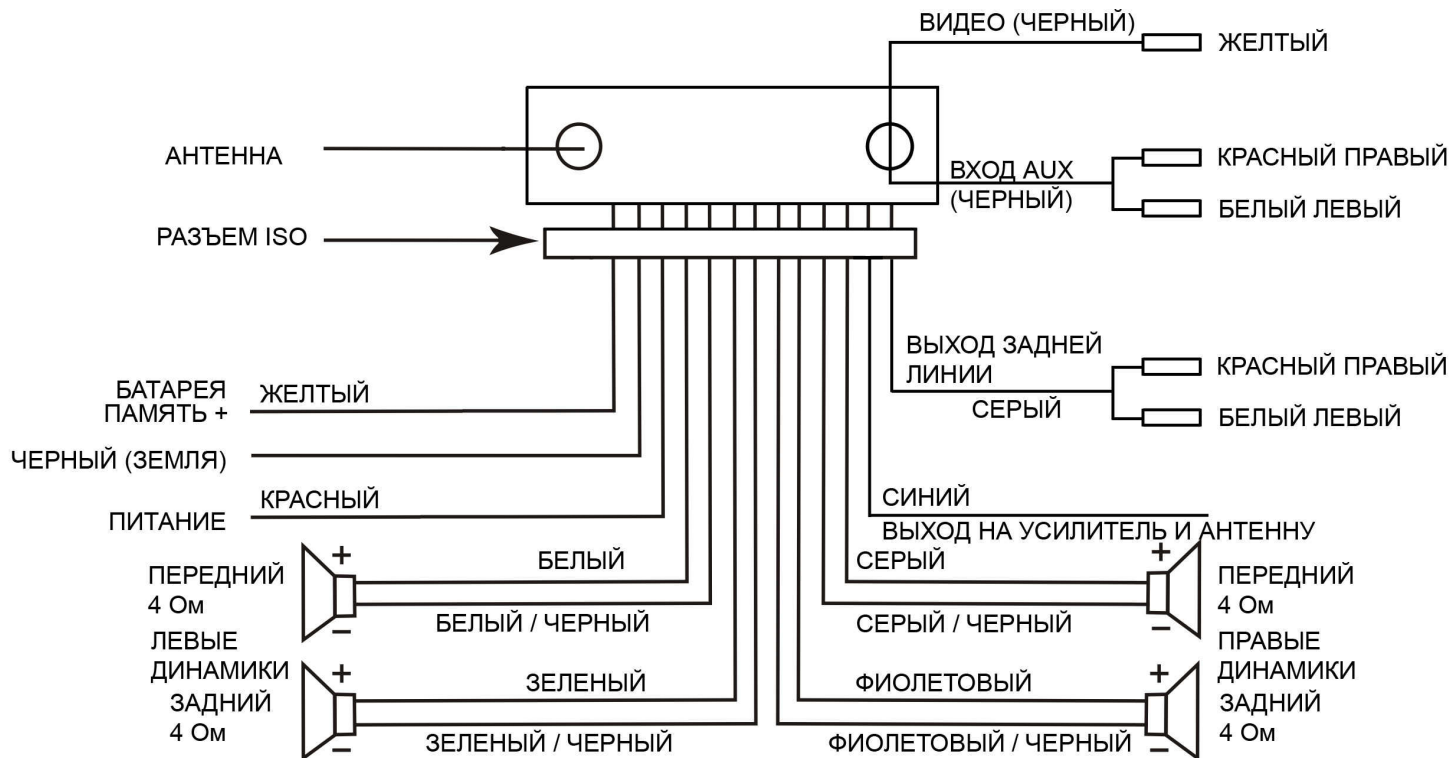 ВИДЕО (ЧЕРНЫЙ)
ЖЕЛТЫЙ
АНТЕННА
ВХОД AUX
(ЧЕРНЫЙ)
КРАСНЫЙ ПРАВЫЙ
БЕЛЫЙ ЛЕВЫЙ
РАЗЪЕМ ISO
ВЫХОД ЗАДНЕЙ
ЛИНИИ
СЕРЫЙ
КРАСНЫЙ ПРАВЫЙ
БЕЛЫЙ ЛЕВЫЙ
БАТАРЕЯ
ПАМЯТЬ +
ЖЕЛТЫЙ
ЧЕРНЫЙ (ЗЕМЛЯ)
КРАСНЫЙ
ПИТАНИЕ
СИНИЙ
ВЫХОД НА УСИЛИТЕЛЬ И АНТЕННУ
ПЕРЕДНИЙ
4 Ом
+
−
БЕЛЫЙ
БЕЛЫЙ / ЧЕРНЫЙ
СЕРЫЙ
СЕРЫЙ / ЧЕРНЫЙ
+
−
ПЕРЕДНИЙ
4 Ом
ЛЕВЫЕ
ДИНАМИКИ
ПРАВЫЕ
ДИНАМИКИ
ЗАДНИЙ
4 Ом
+
−
ЗЕЛЕНЫЙ
ЗЕЛЕНЫЙ / ЧЕРНЫЙ
ФИОЛЕТОВЫЙ
ФИОЛЕТОВЫЙ / ЧЕРНЫЙ
+
−
ЗАДНИЙ
4 Ом